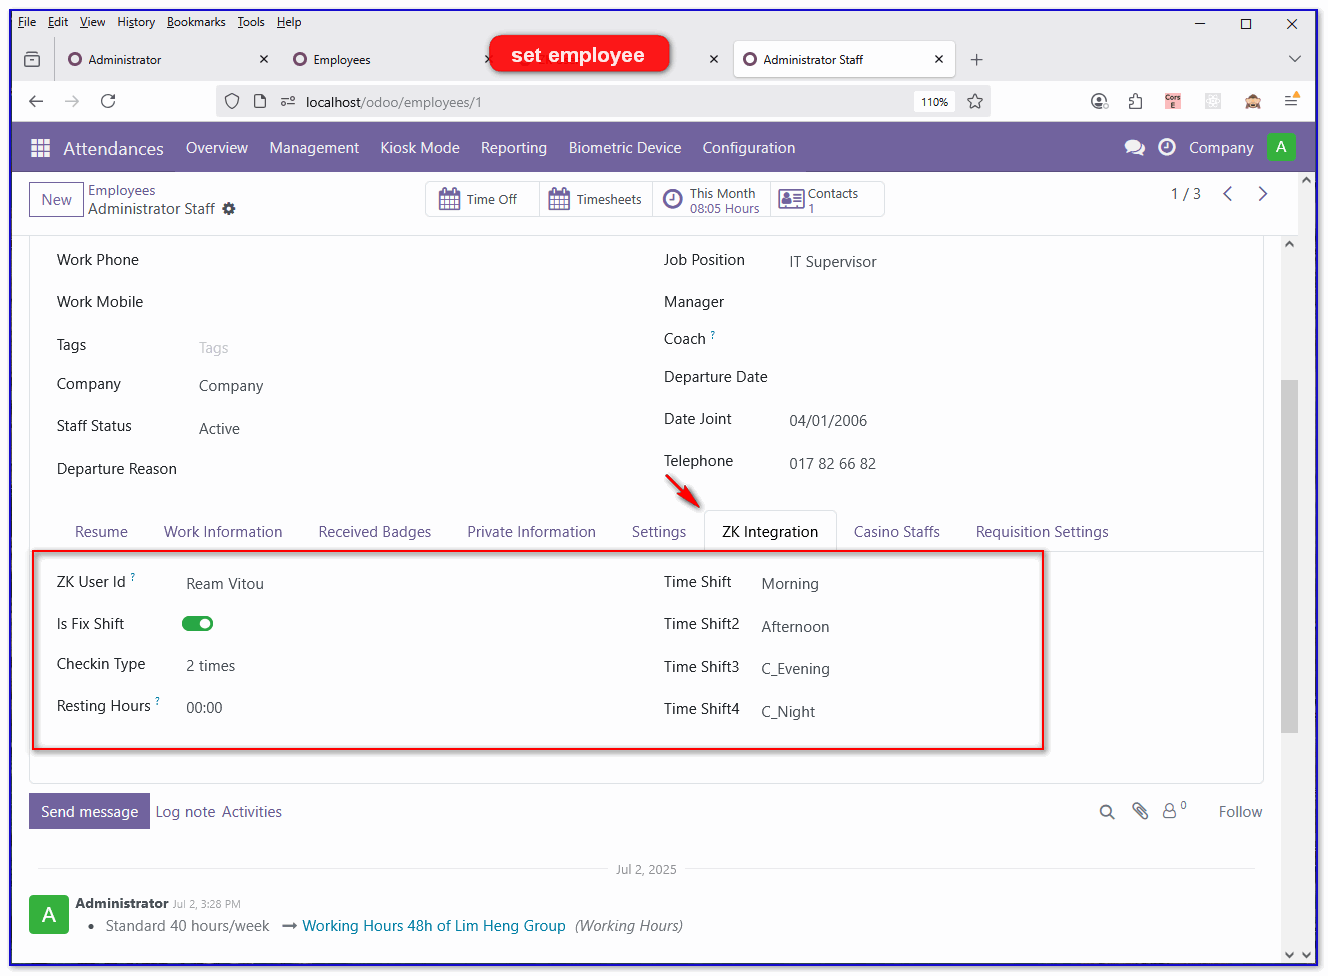 File Edit View History Bookmarks Tools Help
Administrator
Employees
set employee
Administrator Staff
localhost/odoo/employees/1
110%
Cors
E
Attendances Overview Management Kiosk Mode Reporting Biometric Device Configuration
Company A
New
Employees
Administrator Staff
Time Off
Timesheets
This Month
08:05 Hours
Contacts
1
1 / 3
Work Phone
Job Position IT Supervisor
Work Mobile
Manager
Tags Tags
Coach ?
Company Company
Departure Date
Staff Status Active
Date Joint 04/01/2006
Departure Reason
Telephone 017 82 66 82
Resume Work Information Received Badges Private Information Settings ZK Integration Casino Staffs Requisition Settings
ZK User Id ? Ream Vitou
Time Shift Morning
Is Fix Shift
Time Shift2 Afternoon
Checkin Type 2 times
Time Shift3 C_Evening
Resting Hours ? 00:00
Time Shift4 C_Night
Send message Log note Activities
0 Follow
Jul 2, 2025
A
Administrator Jul 2, 3:28 PM
• Standard 40 hours/week → Working Hours 48h of Lim Heng Group (Working Hours)